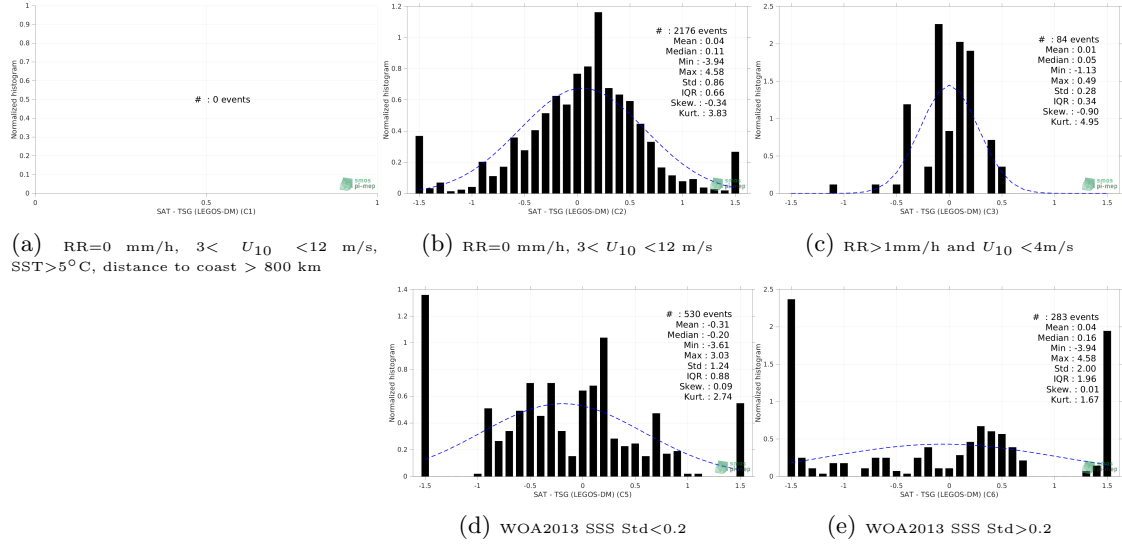 1
0.9
0.8
0.7
0.6
0.5
0.4
0.3
0.2
0.1
0
Normalized histogram
# : 0 events
smos
pi-mep
0 0.5 1
SAT - TSG (LEGOS-DM) (C1)
(a) RR=0 mm/h, 3< U10 <12 m/s,
SST>5°C, distance to coast > 800 km
1.2
1
0.8
0.6
0.4
0.2
0
Normalized histogram
# : 2176 events
Mean : 0.04
Median : 0.11
Min : -3.94
Max : 4.58
Std : 0.86
IQR : 0.66
Skew. : -0.34
Kurt. : 3.83
smos
pi-mep
-1.5 -1 -0.5 0 0.5 1 1.5
SAT - TSG (LEGOS-DM) (C2)
(b) RR=0 mm/h, 3< U10 <12 m/s
2.5
2
1.5
1
0.5
0
Normalized histogram
# : 84 events
Mean : 0.01
Median : 0.05
Min : -1.13
Max : 0.49
Std : 0.28
IQR : 0.34
Skew. : -0.90
Kurt. : 4.95
smos
pi-mep
-1.5 -1 -0.5 0 0.5 1 1.5
SAT - TSG (LEGOS-DM) (C3)
(c) RR>1mm/h and U10 <4m/s
1.4
1.2
1
0.8
0.6
0.4
0.2
0
Normalized histogram
# : 530 events
Mean : -0.31
Median : -0.20
Min : -3.61
Max : 3.03
Std : 1.24
IQR : 0.88
Skew. : 0.09
Kurt. : 2.74
smos
pi-mep
-1.5 -1 -0.5 0 0.5 1 1.5
SAT - TSG (LEGOS-DM) (C5)
(d) WOA2013 SSS Std<0.2
2.5
2
1.5
1
0.5
0
Normalized histogram
# : 283 events
Mean : 0.04
Median : 0.16
Min : -3.94
Max : 4.58
Std : 2.00
IQR : 1.96
Skew. : 0.01
Kurt. : 1.67
smos
pi-mep
-1.5 -1 -0.5 0 0.5 1 1.5
SAT - TSG (LEGOS-DM) (C6)
(e) WOA2013 SSS Std>0.2